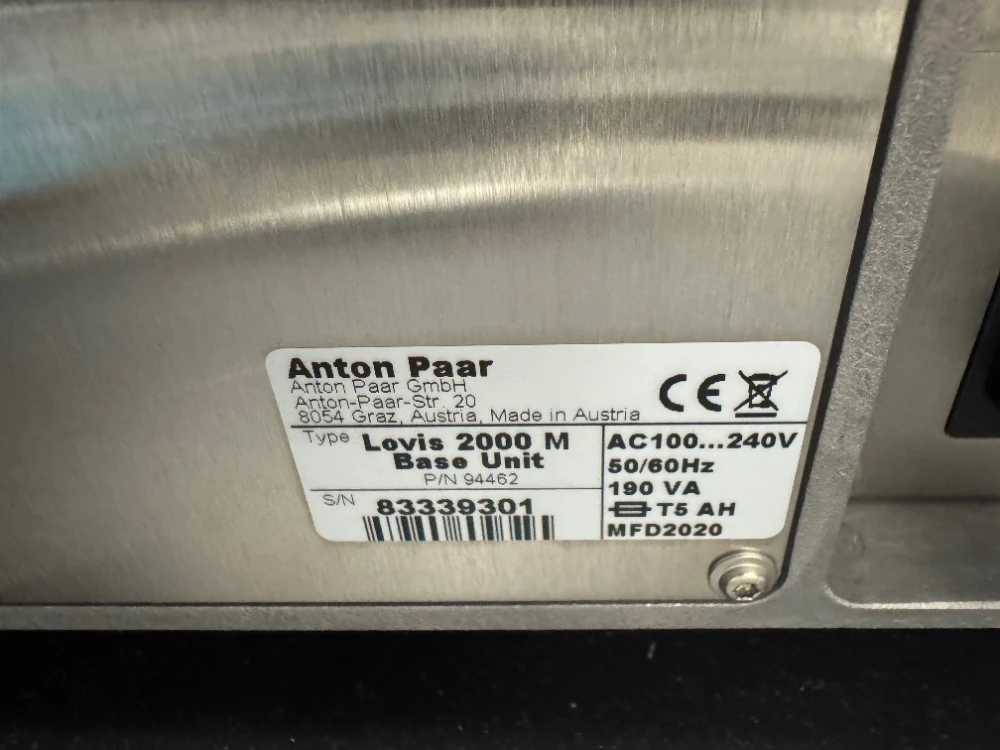 Anton Paar
Anton Paar GmbH
Anton-Paar-Str. 20
8054 Graz, Austria, Made in Austria
CE
Type Lovis 2000 M
Base Unit
P/N 94462
S/N 83339301
AC100...240V
50/60Hz
190 VA
T5 AH
MFD2020